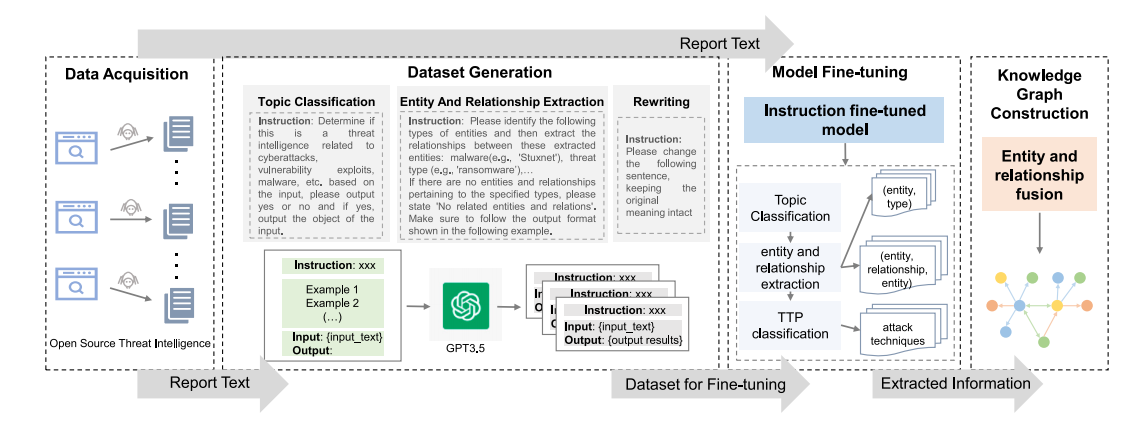 Report Text
Data Acquisition
Open Source Threat Intelligence
Report Text
Dataset Generation
Topic Classification
Instruction: Determine if
this is a threat
intelligence related to
cyberattacks,
vulnerability exploits,
malware, etc. based on
the input, please output
yes or no and if yes,
output the object of the
input.
Entity And Relationship Extraction
Instruction: Please identify the following
types of entities and then extract the
relationships between these extracted
entities: malware(e.g., 'Stuxnet'), threat
type (e.g., 'ransomware'),...
If there are no entities and relationships
pertaining to the specified types, please
state 'No related entities and relations'.
Make sure to follow the output format
shown in the following example.
Rewriting
Instruction:
Please change
the following
sentence,
keeping the
original
meaning intact
Instruction: xxx
Example 1
Example 2
(...)
Input: {input_text}
Output:
GPT3.5
Instruction: xxx
In
O
Instruction: xxx
In
O
Instruction: xxx
Input: {input_text}
Output: {output results}
Dataset for Fine-tuning
Model Fine-tuning
Instruction fine-tuned
model
Topic
Classification
entity and
relationship
extraction
TTP
classification
(entity,
type)
(entity,
relationship,
entity)
attack
techniques
Extracted Information
Knowledge
Graph
Construction
Entity and
relationship
fusion